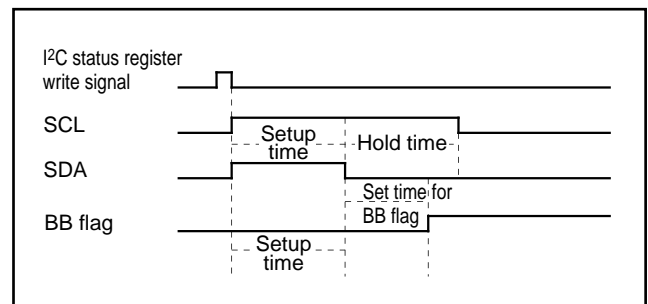 I²C status register
write signal
SCL
Setup
time
Hold time
SDA
Set time for
BB flag
BB flag
Setup
time